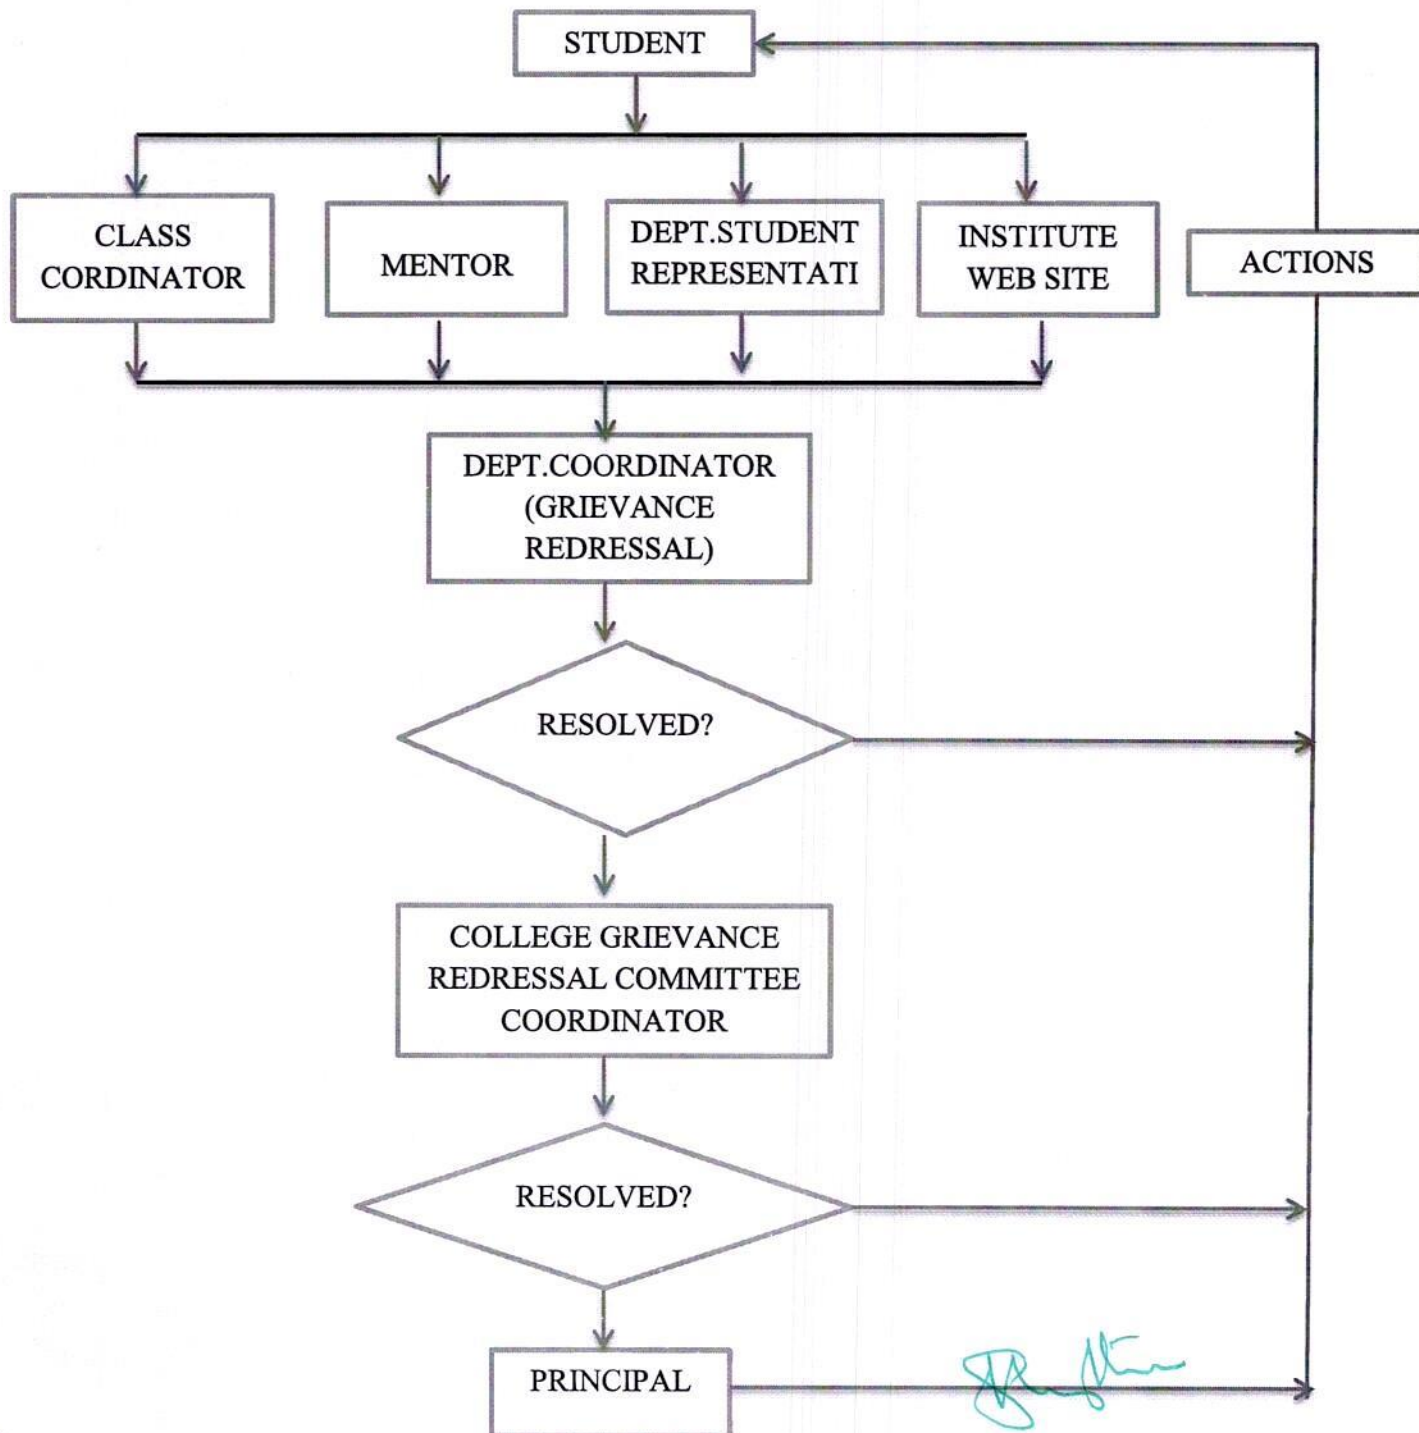 STUDENT
CLASS
CORDINATOR
MENTOR
DEPT.STUDENT
REPRESENTATI
INSTITUTE
WEB SITE
ACTIONS
DEPT.COORDINATOR
(GRIEVANCE
REDRESSAL)
RESOLVED?
COLLEGE GRIEVANCE
REDRESSAL COMMITTEE
COORDINATOR
RESOLVED?
PRINCIPAL